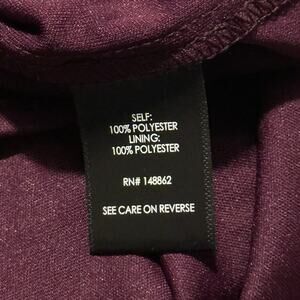 SELF:
100% POLYESTER
LINING:
100% POLYESTER
RN# 148862
SEE CARE ON REVERSE